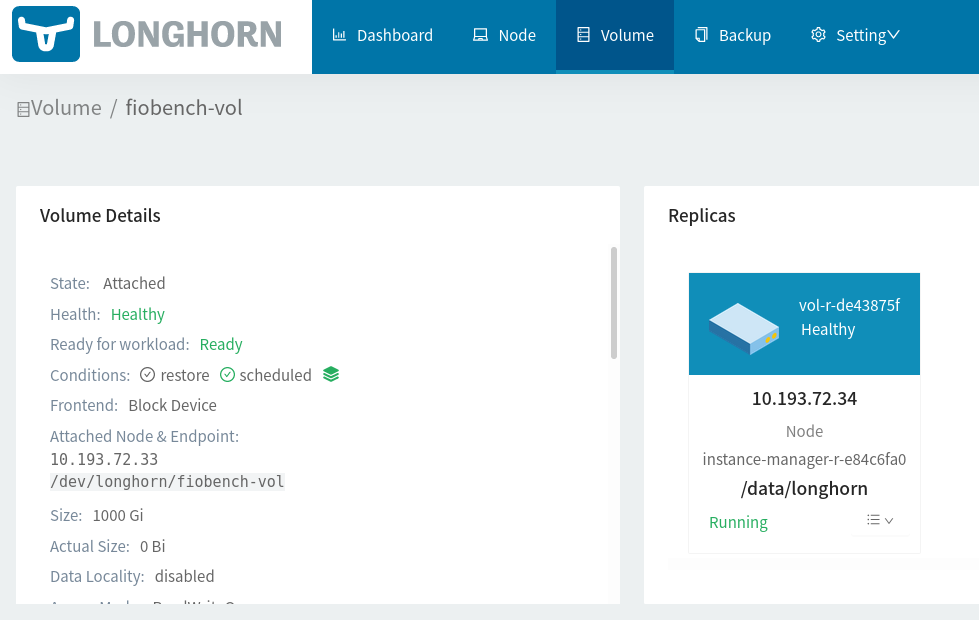 LONGHORN
Dashboard
Node
Volume
Backup
Setting
Volume / fiobench-vol
Volume Details
State: Attached
Health: Healthy
Ready for workload: Ready
Conditions: restore scheduled
Frontend: Block Device
Attached Node & Endpoint:
10.193.72.33
/dev/longhorn/fiobench-vol
Size: 1000 Gi
Actual Size: 0 Bi
Data Locality: disabled
Replicas
vol-r-de43875f
Healthy
10.193.72.34
Node
instance-manager-r-e84c6fa0
/data/longhorn
Running